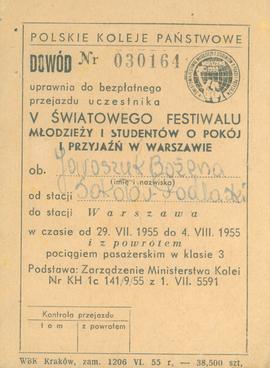 POLSKIE KOLEJE PAŃSTWOWE
DOWÓD Nr 030164
uprawnia do bezpłatnego
przejazdu uczestnika
V ŚWIATOWEGO FESTIWALU
MŁODZIEŻY I STUDENTÓW O POKÓJ
I PRZYJAŹŃ W WARSZAWIE
ob. Jaroszyk Bożena
(imię i nazwisko)
od stacji Sokołów Podlaski
do stacji Warszawa
w czasie od 29. VII. 1955 do 4. VIII. 1955
i z powrotem
pociągiem pasażerskim w klasie 3
Podstawa: Zarządzenie Ministerstwa Kolei
Nr KH 1c 141/9/55 z 1. VII. 5591
Kontrola przejazdu
tam z powrotem
WBK Kraków, zam. 1206 VI. 55 r — 38,500 szt,